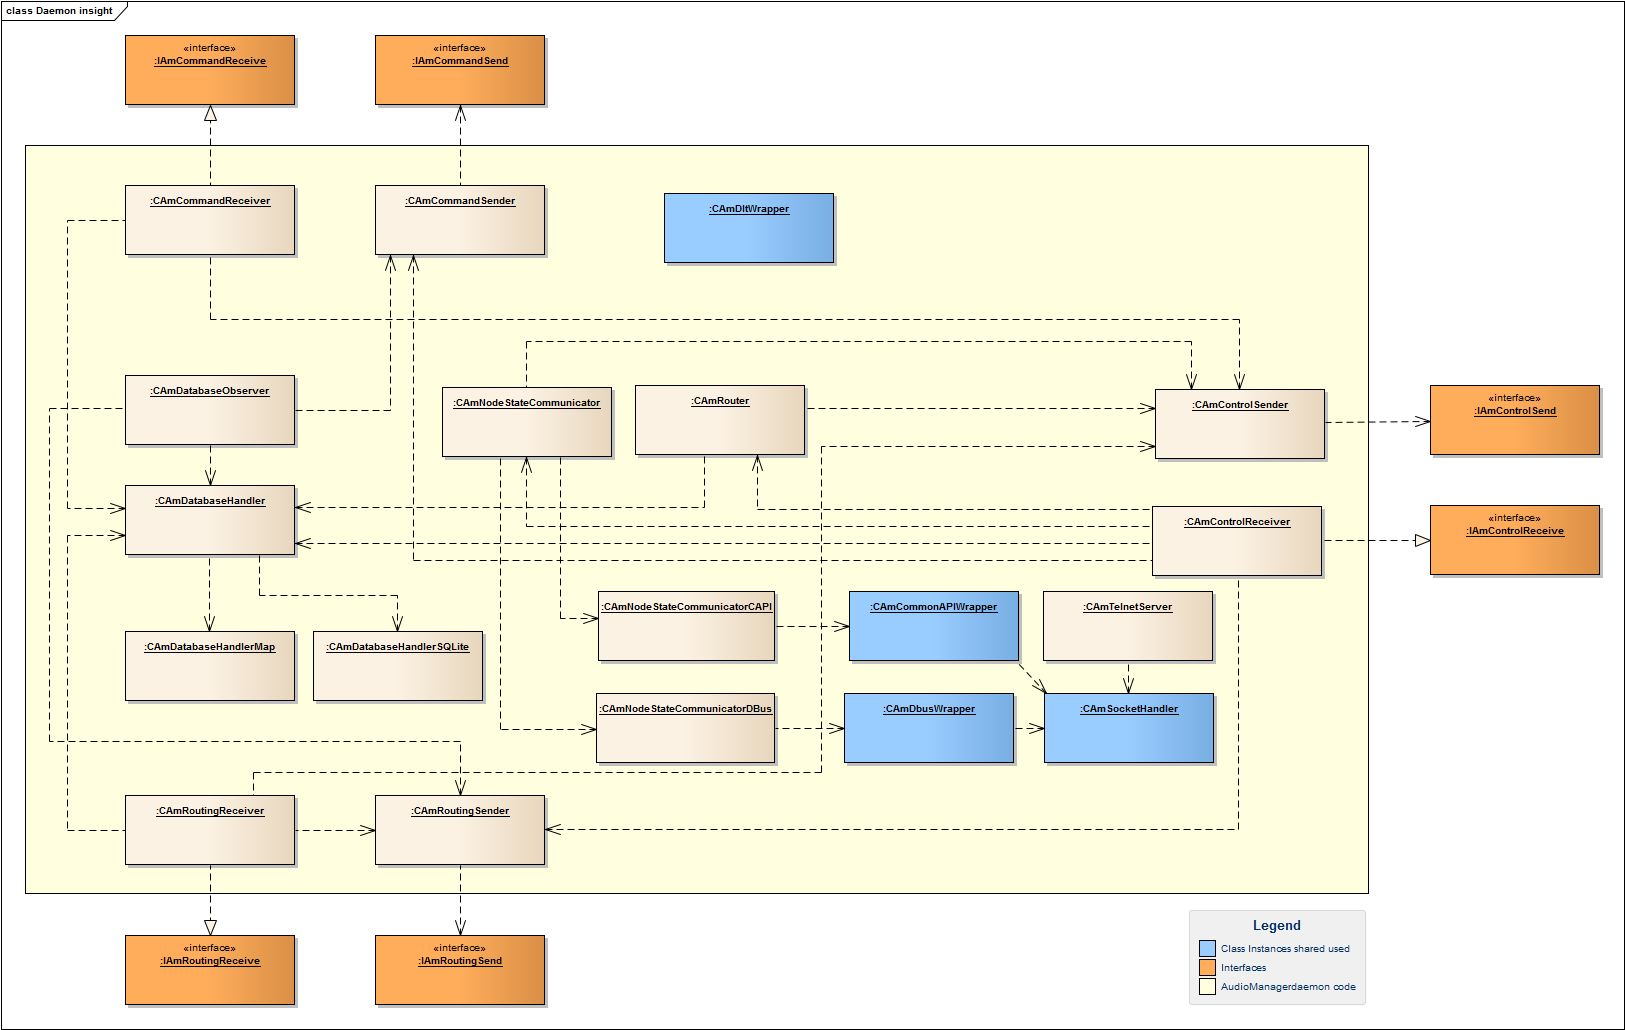 class Daemon insight
«interface»
:IAmCommandReceive
«interface»
:IAmCommandSend
:CAmCommandReceiver
:CAmCommandSender
:CAmDltWrapper
:CAmDatabaseObserver
:CAmNodeStateCommunicator
:CAmRouter
:CAmControlSender
«interface»
:IAmControlSend
:CAmDatabaseHandler
:CAmControlReceiver
«interface»
:IAmControlReceive
:CAmNodeStateCommunicatorCAPI
:CAmCommonAPIWrapper
:CAmTelnetServer
:CAmDatabaseHandlerMap
:CAmDatabaseHandlerSQLite
:CAmNodeStateCommunicatorDBus
:CAmDbusWrapper
:CAmSocketHandler
:CAmRoutingReceiver
:CAmRoutingSender
«interface»
:IAmRoutingReceive
«interface»
:IAmRoutingSend
Legend
Class Instances shared used
Interfaces
AudioManagerdaemon code